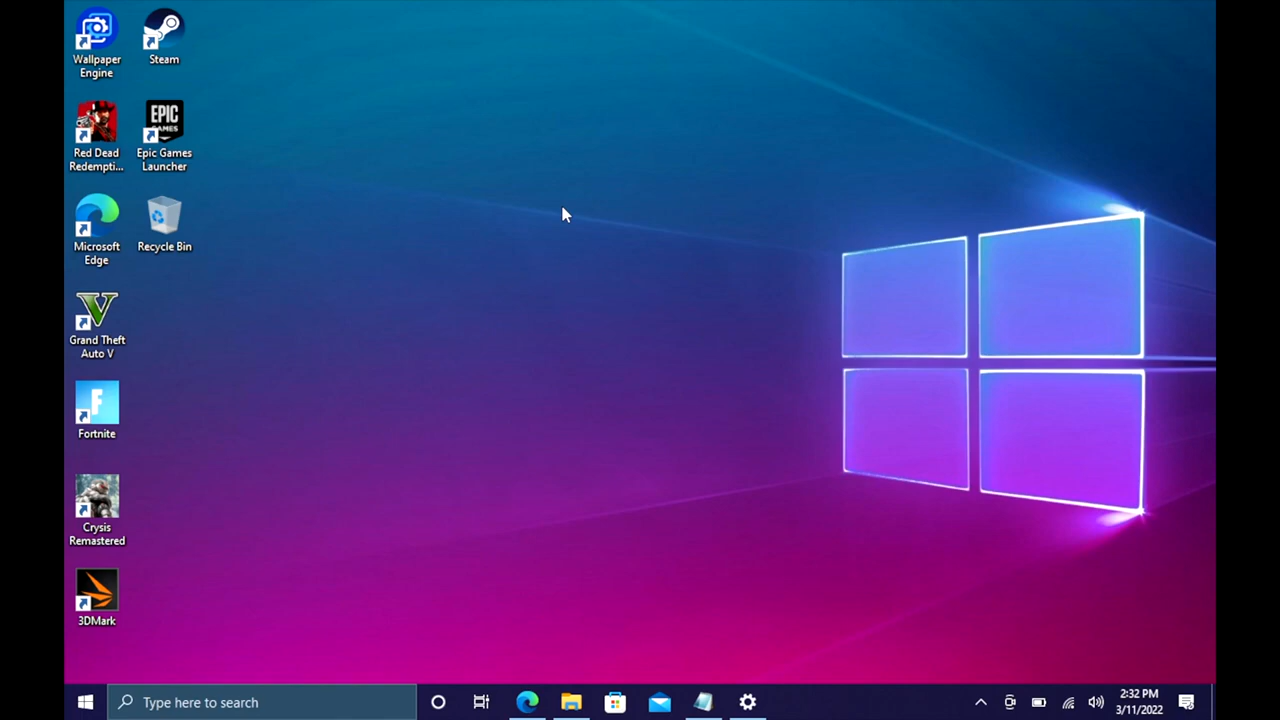 Wallpaper
Engine
Steam
Red Dead
Redempti...
EPIC
GAMES
Epic Games
Launcher
Microsoft
Edge
Recycle Bin
V
Grand Theft
Auto V
F
Fortnite
Crysis
Remastered
3DMark
Type here to search
2:32 PM
3/11/2022